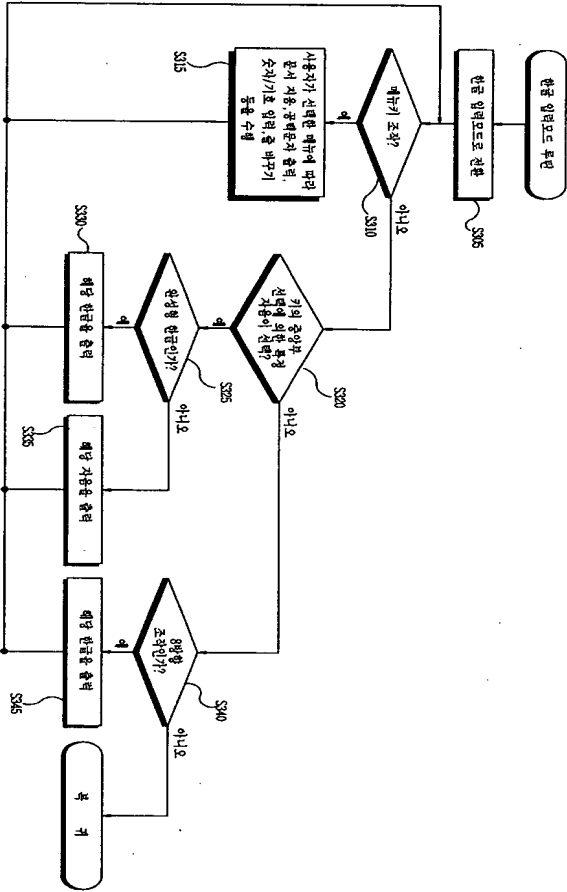 한글 입력모드 루틴
한글 입력모드로 전환
S305
메뉴키 조작?
S310
예
아니오
사용자가 선택한 메뉴에 따라
문서 지움,공백문자 출력,
숫자/기호 입력,줄 바꾸기
등을 수행
S315
키의 중앙부
선택에 의한 특정
자음이 선택?
S320
예
아니오
완성형 한글인가?
S325
예
아니오
해당 한글을 출력
S330
해당 자음을 출력
S335
8방향
조작인가?
S340
예
아니오
해당 한글을 출력
S345
복 귀